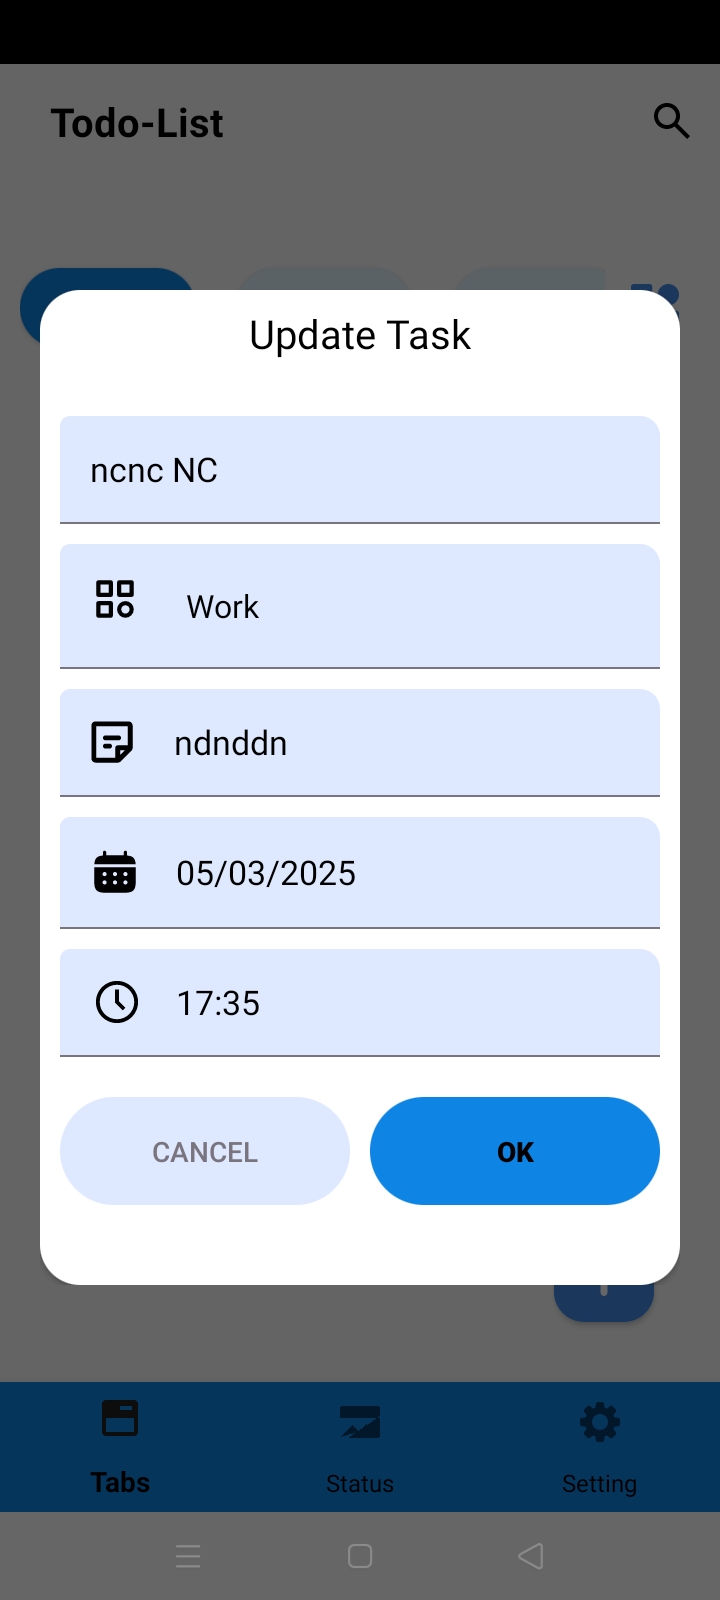 Todo-List
Update Task
ncnc NC
Work
ndnddn
05/03/2025
17:35
CANCEL OK
Tabs Status Setting